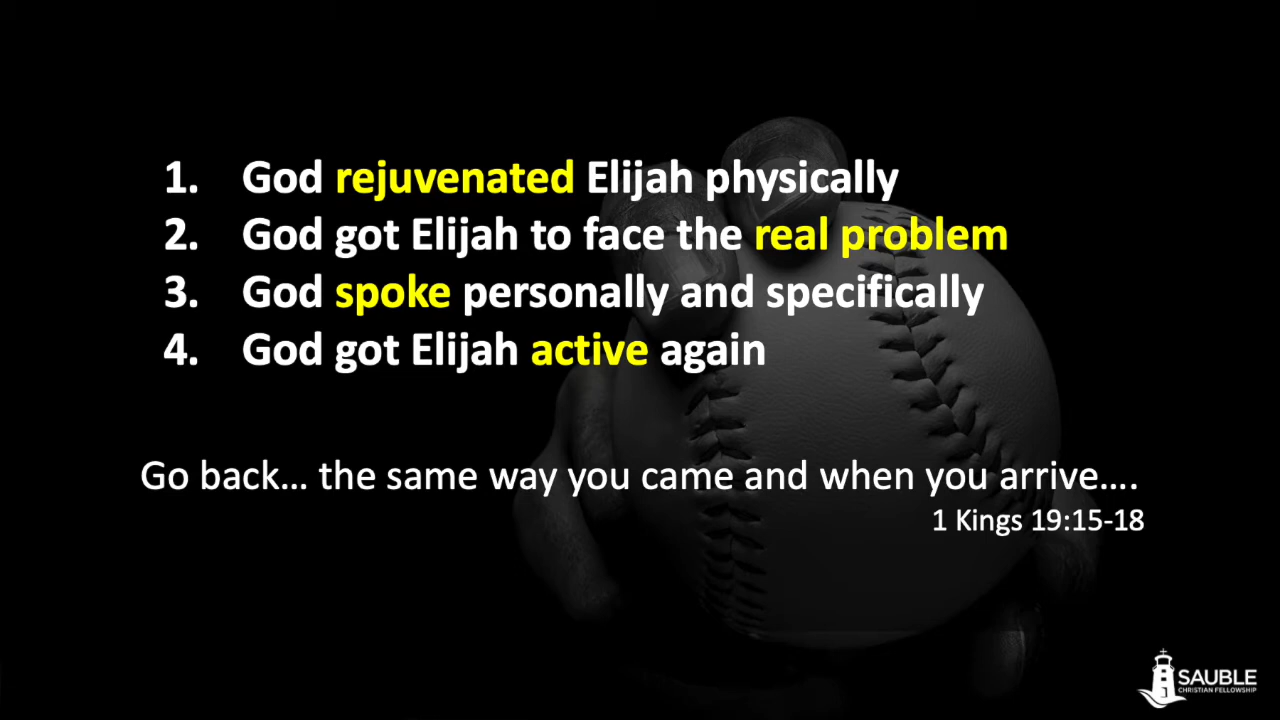 1. God rejuvenated Elijah physically
2. God got Elijah to face the real problem
3. God spoke personally and specifically
4. God got Elijah active again
Go back... the same way you came and when you arrive....
1 Kings 19:15-18
SAUBLE
CHRISTIAN FELLOWSHIP